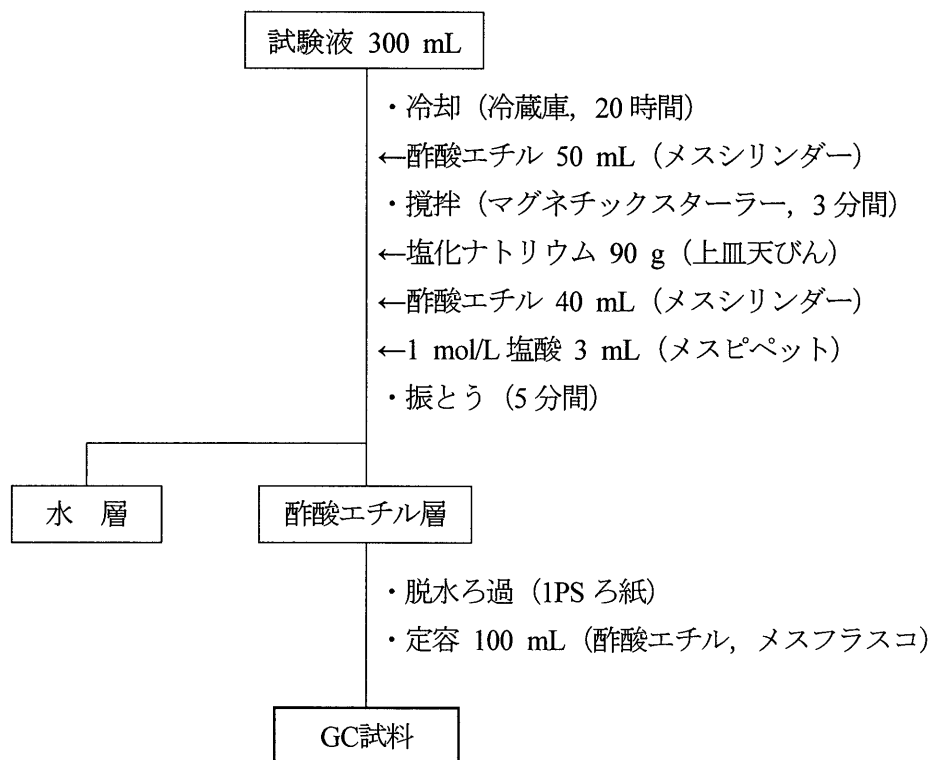 試験液 300 mL
・冷却（冷蔵庫，20時間）
←酢酸エチル 50 mL（メスシリンダー）
・攪拌（マグネチックスターラー，3分間）
←塩化ナトリウム 90 g（上皿天びん）
←酢酸エチル 40 mL（メスシリンダー）
←1 mol/L 塩酸 3 mL（メスピペット）
・振とう（5分間）
水　層
酢酸エチル層
・脱水ろ過（1PS ろ紙）
・定容 100 mL（酢酸エチル，メスフラスコ）
GC試料